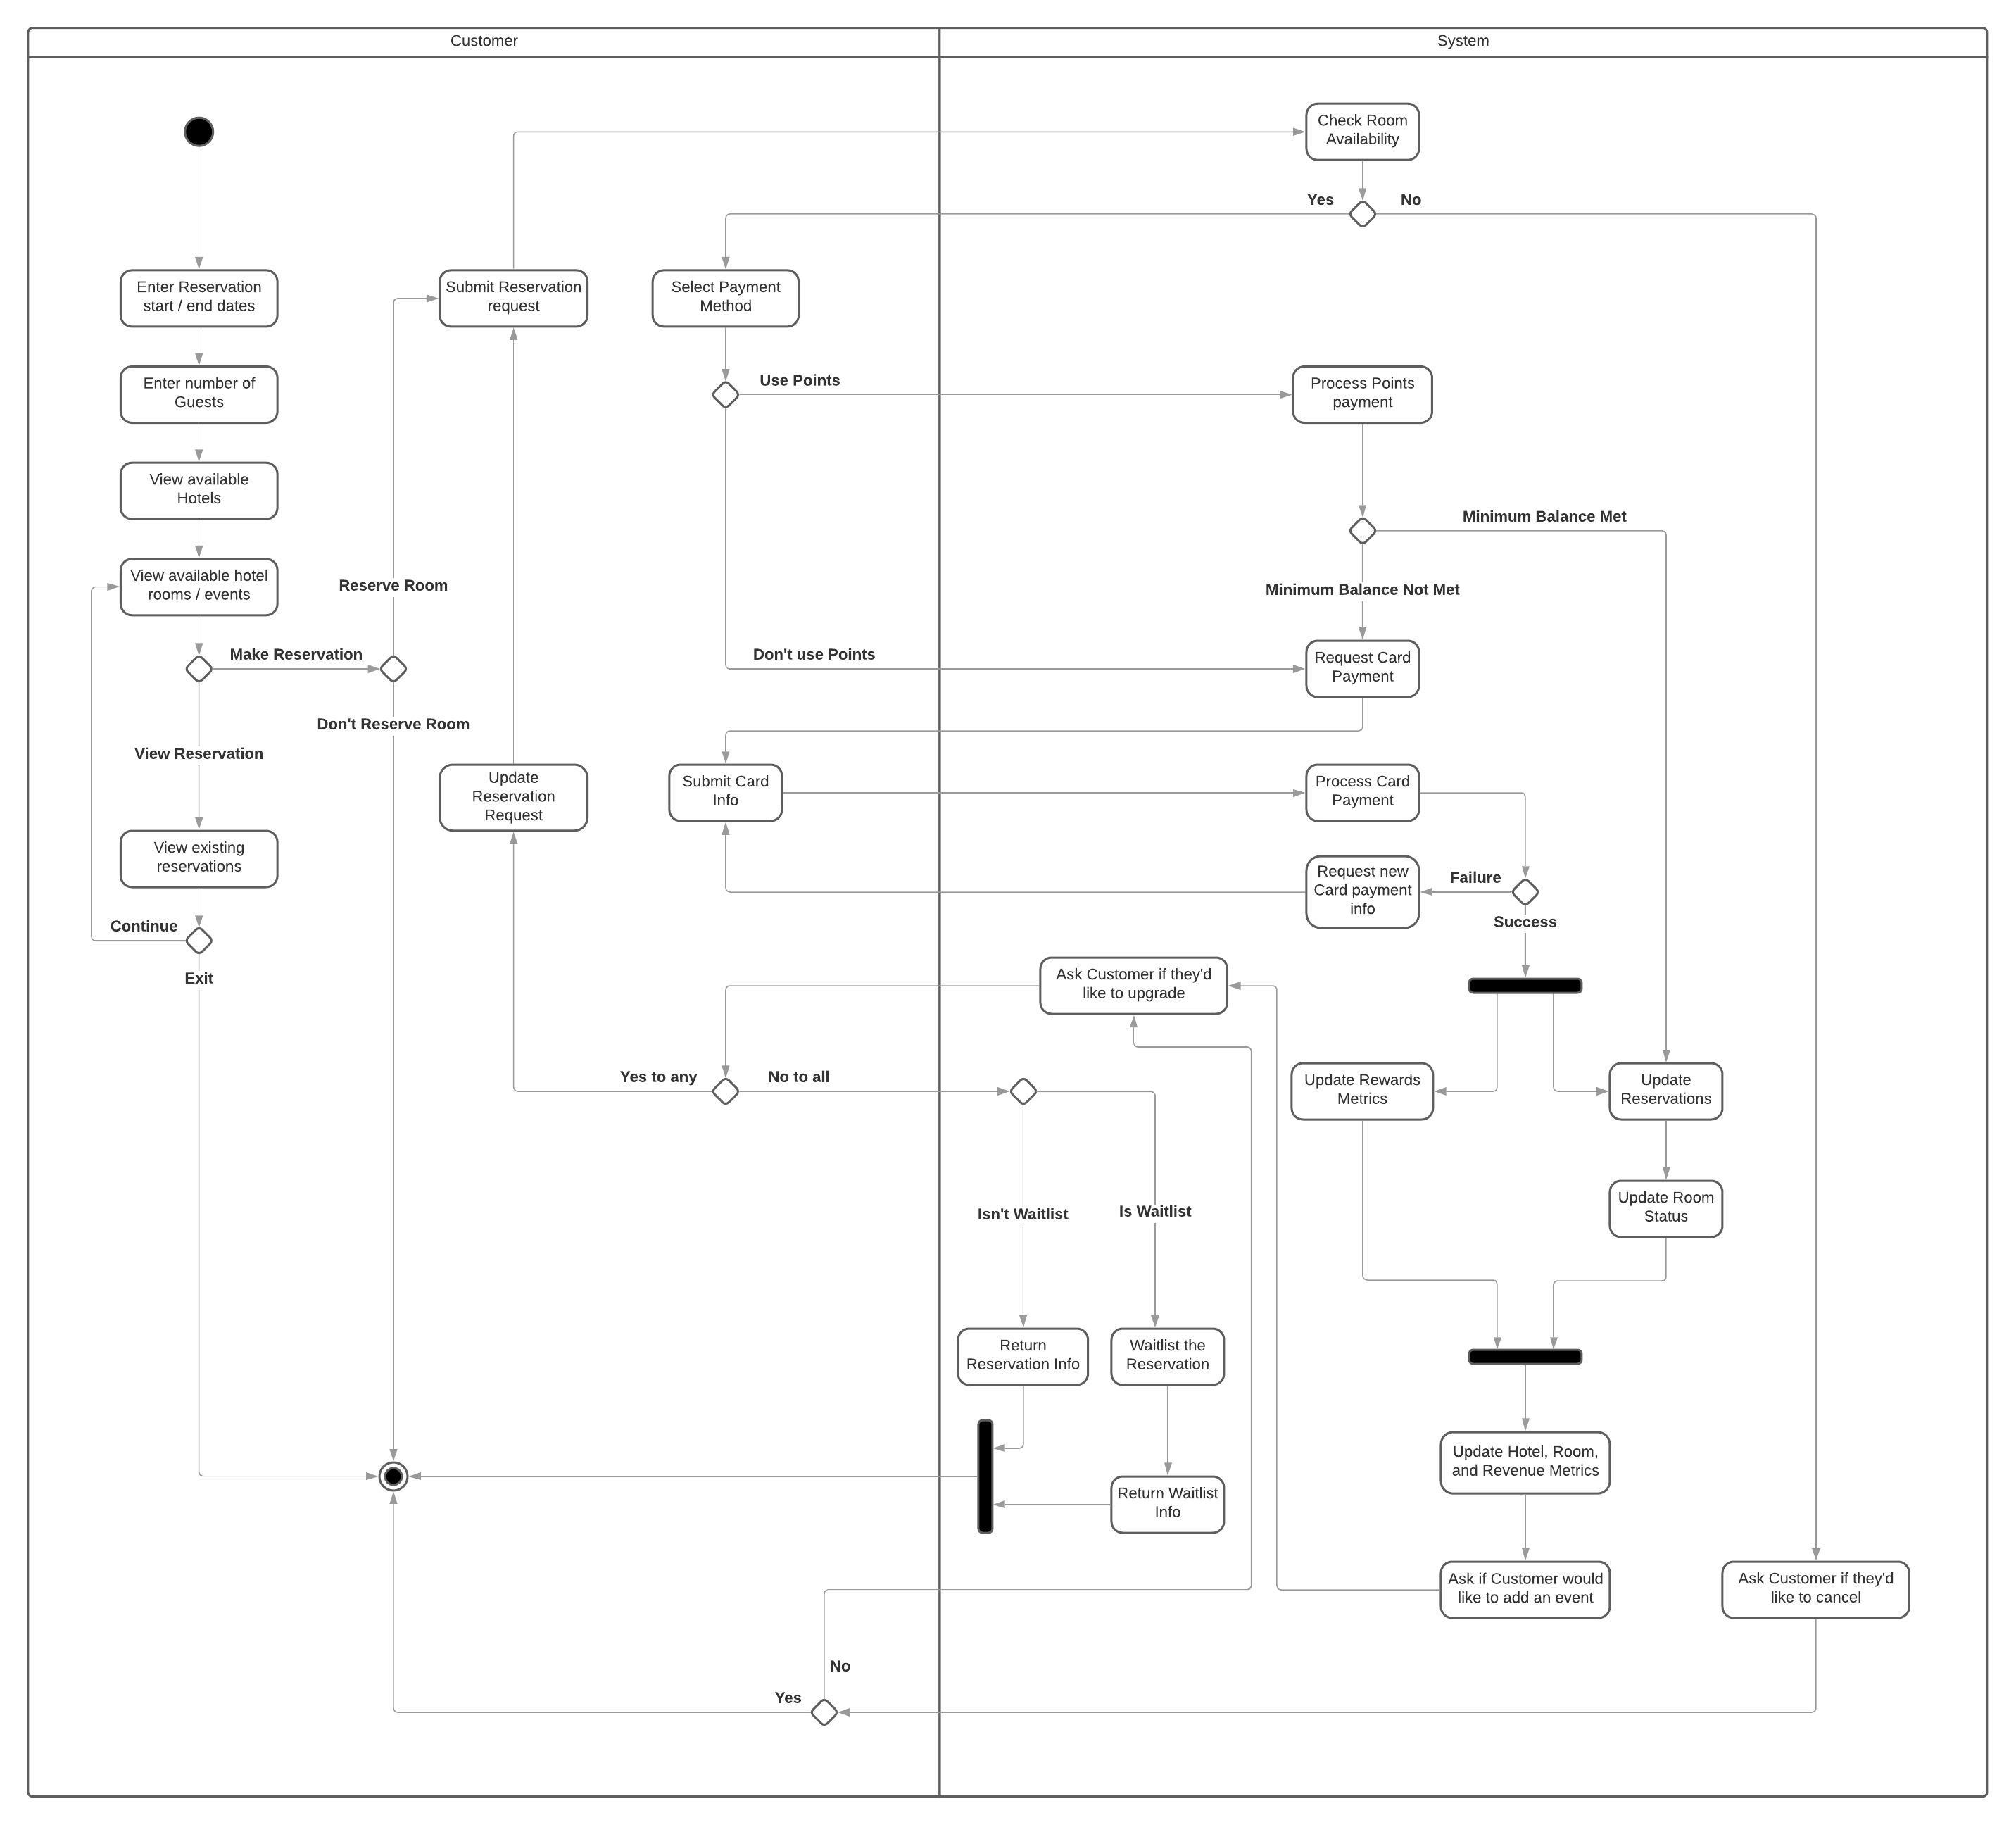 Customer
System
Check Room
Availability
Yes
No
Enter Reservation
start / end dates
Submit Reservation
request
Select Payment
Method
Enter number of
Guests
Use Points
Process Points
payment
View available
Hotels
Minimum Balance Met
View available hotel
rooms / events
Reserve Room
Minimum Balance Not Met
Make Reservation
Don't use Points
Request Card
Payment
Don't Reserve Room
View Reservation
Update
Reservation
Request
Submit Card
Info
Process Card
Payment
View existing
reservations
Request new
Card payment
info
Failure
Success
Continue
Exit
Ask Customer if they'd
like to upgrade
Yes to any
No to all
Update Rewards
Metrics
Update
Reservations
Isn't Waitlist
Is Waitlist
Update Room
Status
Return
Reservation Info
Waitlist the
Reservation
Update Hotel, Room,
and Revenue Metrics
Return Waitlist
Info
Ask if Customer would
like to add an event
Ask Customer if they'd
like to cancel
No
Yes